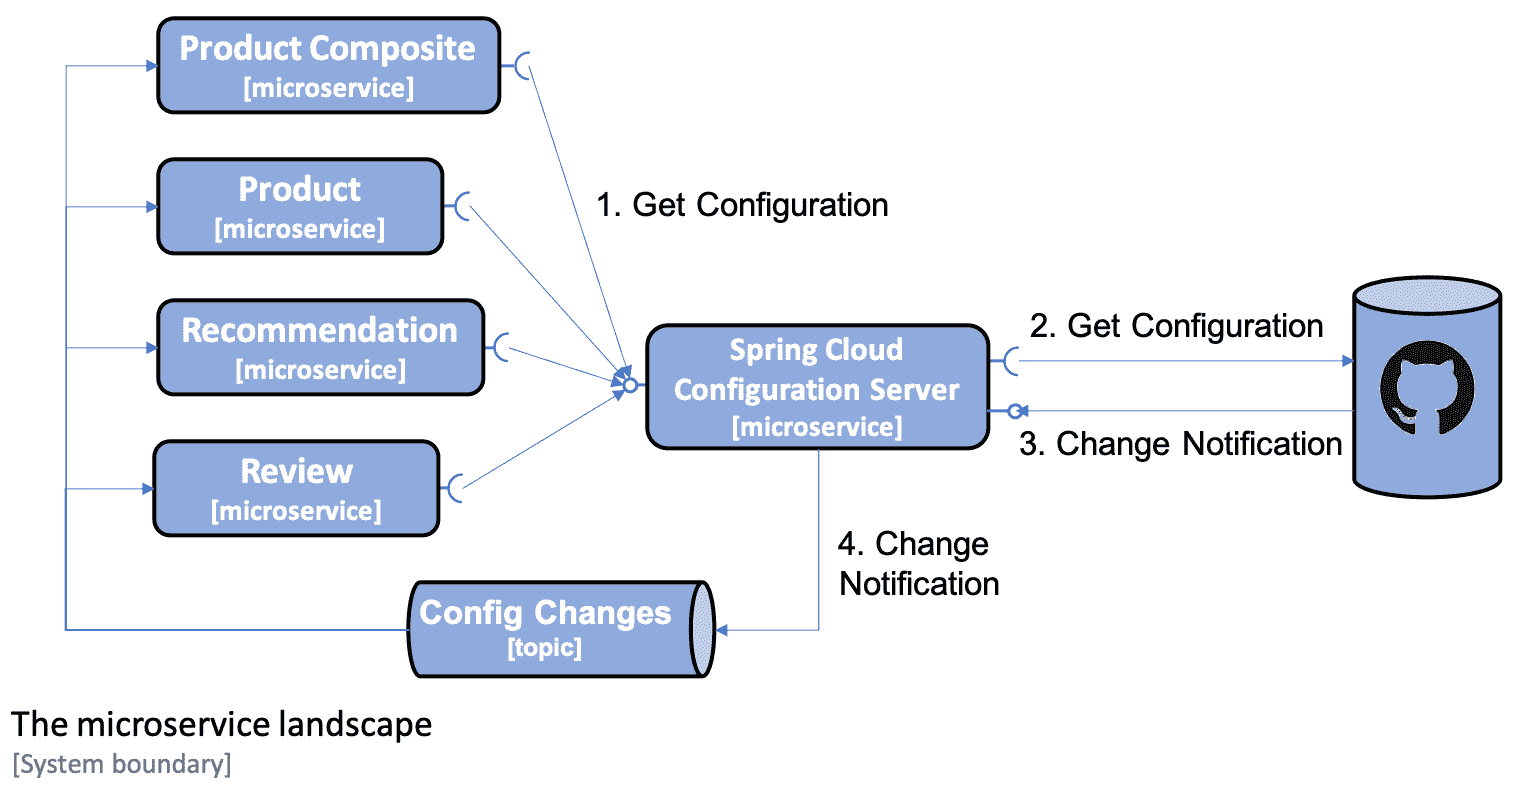 Product Composite
[microservice]
Product
[microservice]
1. Get Configuration
Recommendation
[microservice]
Spring Cloud
Configuration Server
[microservice]
2. Get Configuration
3. Change Notification
Review
[microservice]
4. Change
Notification
Config Changes
[topic]
The microservice landscape
[System boundary]